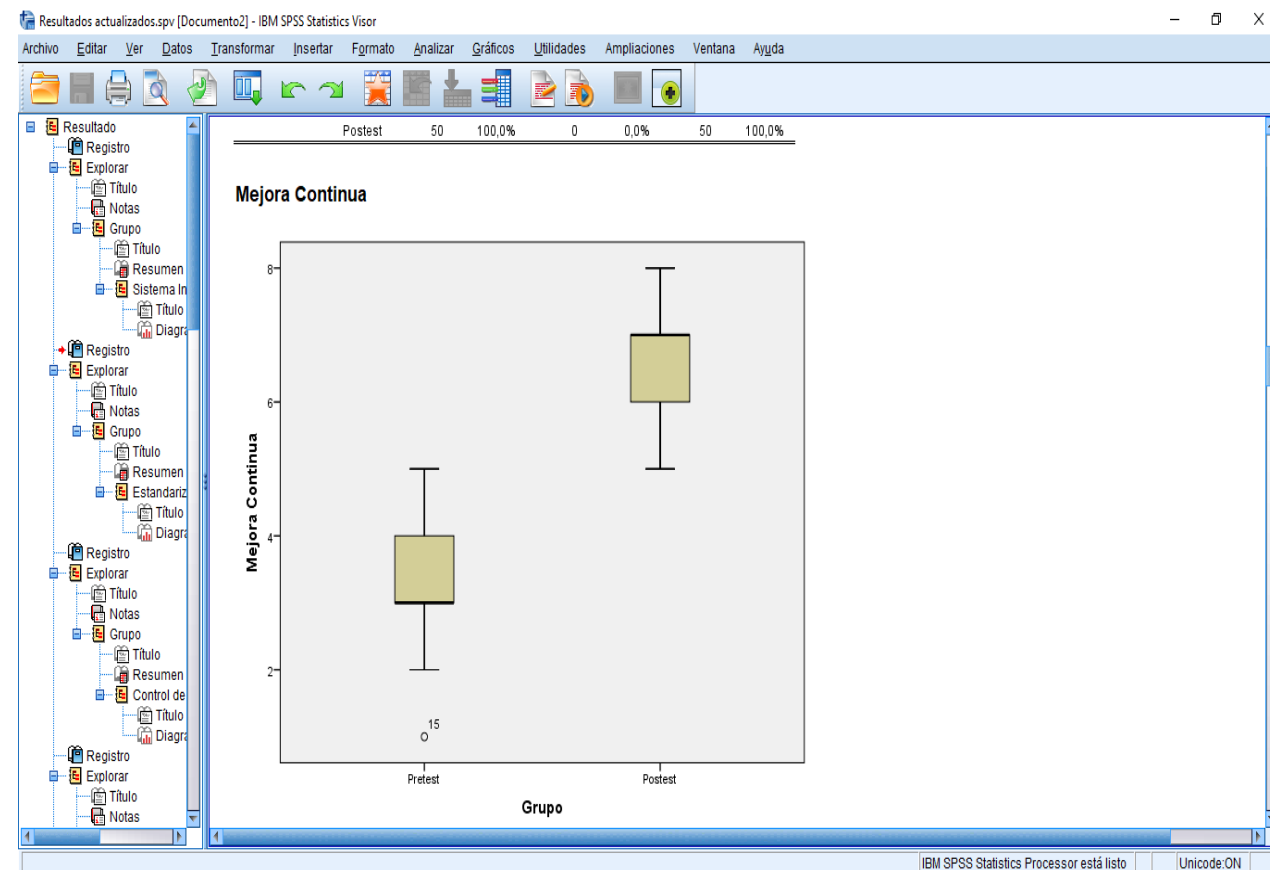 Resultados actualizados.spv [Documento2] - IBM SPSS Statistics Visor
Archivo Editar Ver Datos Transformar Insertar Formato Analizar Gráficos Utilidades Ampliaciones Ventana Ayuda
Resultado
Registro
Explorar
Título
Notas
Grupo
Título
Resumen
Sistema In
Título
Diagra
Registro
Explorar
Título
Notas
Grupo
Título
Resumen
Estandariz
Título
Diagra
Registro
Explorar
Título
Notas
Grupo
Título
Resumen
Control de
Título
Diagra
Registro
Explorar
Título
Notas
Postest 50 100,0% 0 0,0% 50 100,0%
Mejora Continua
8
6
4
2
Mejora Continua
15
Pretest Postest
Grupo
IBM SPSS Statistics Processor está listo Unicode:ON